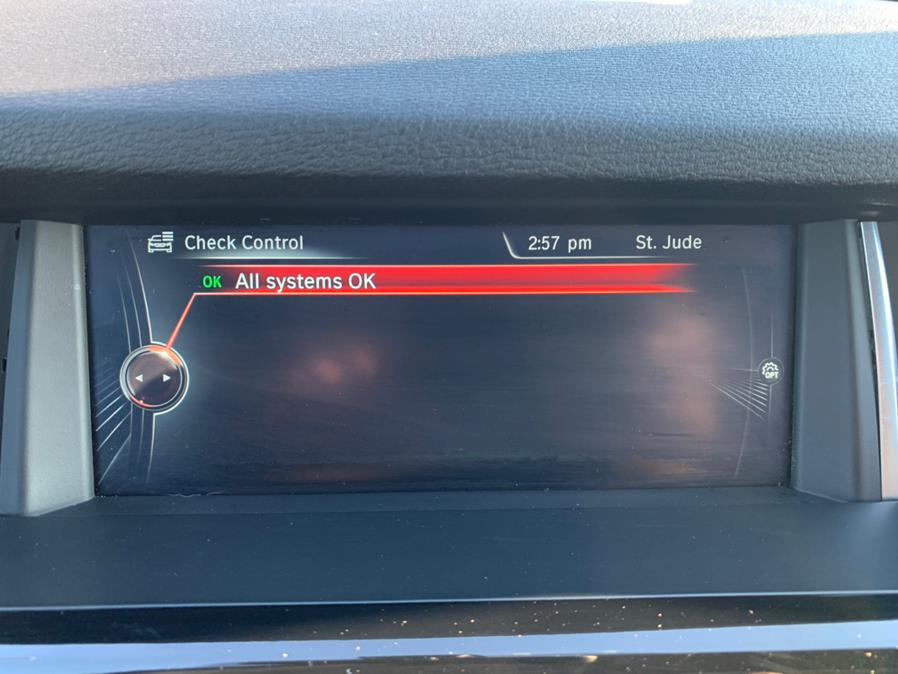 Check Control 2:57 pm St. Jude
OK All systems OK
OPT